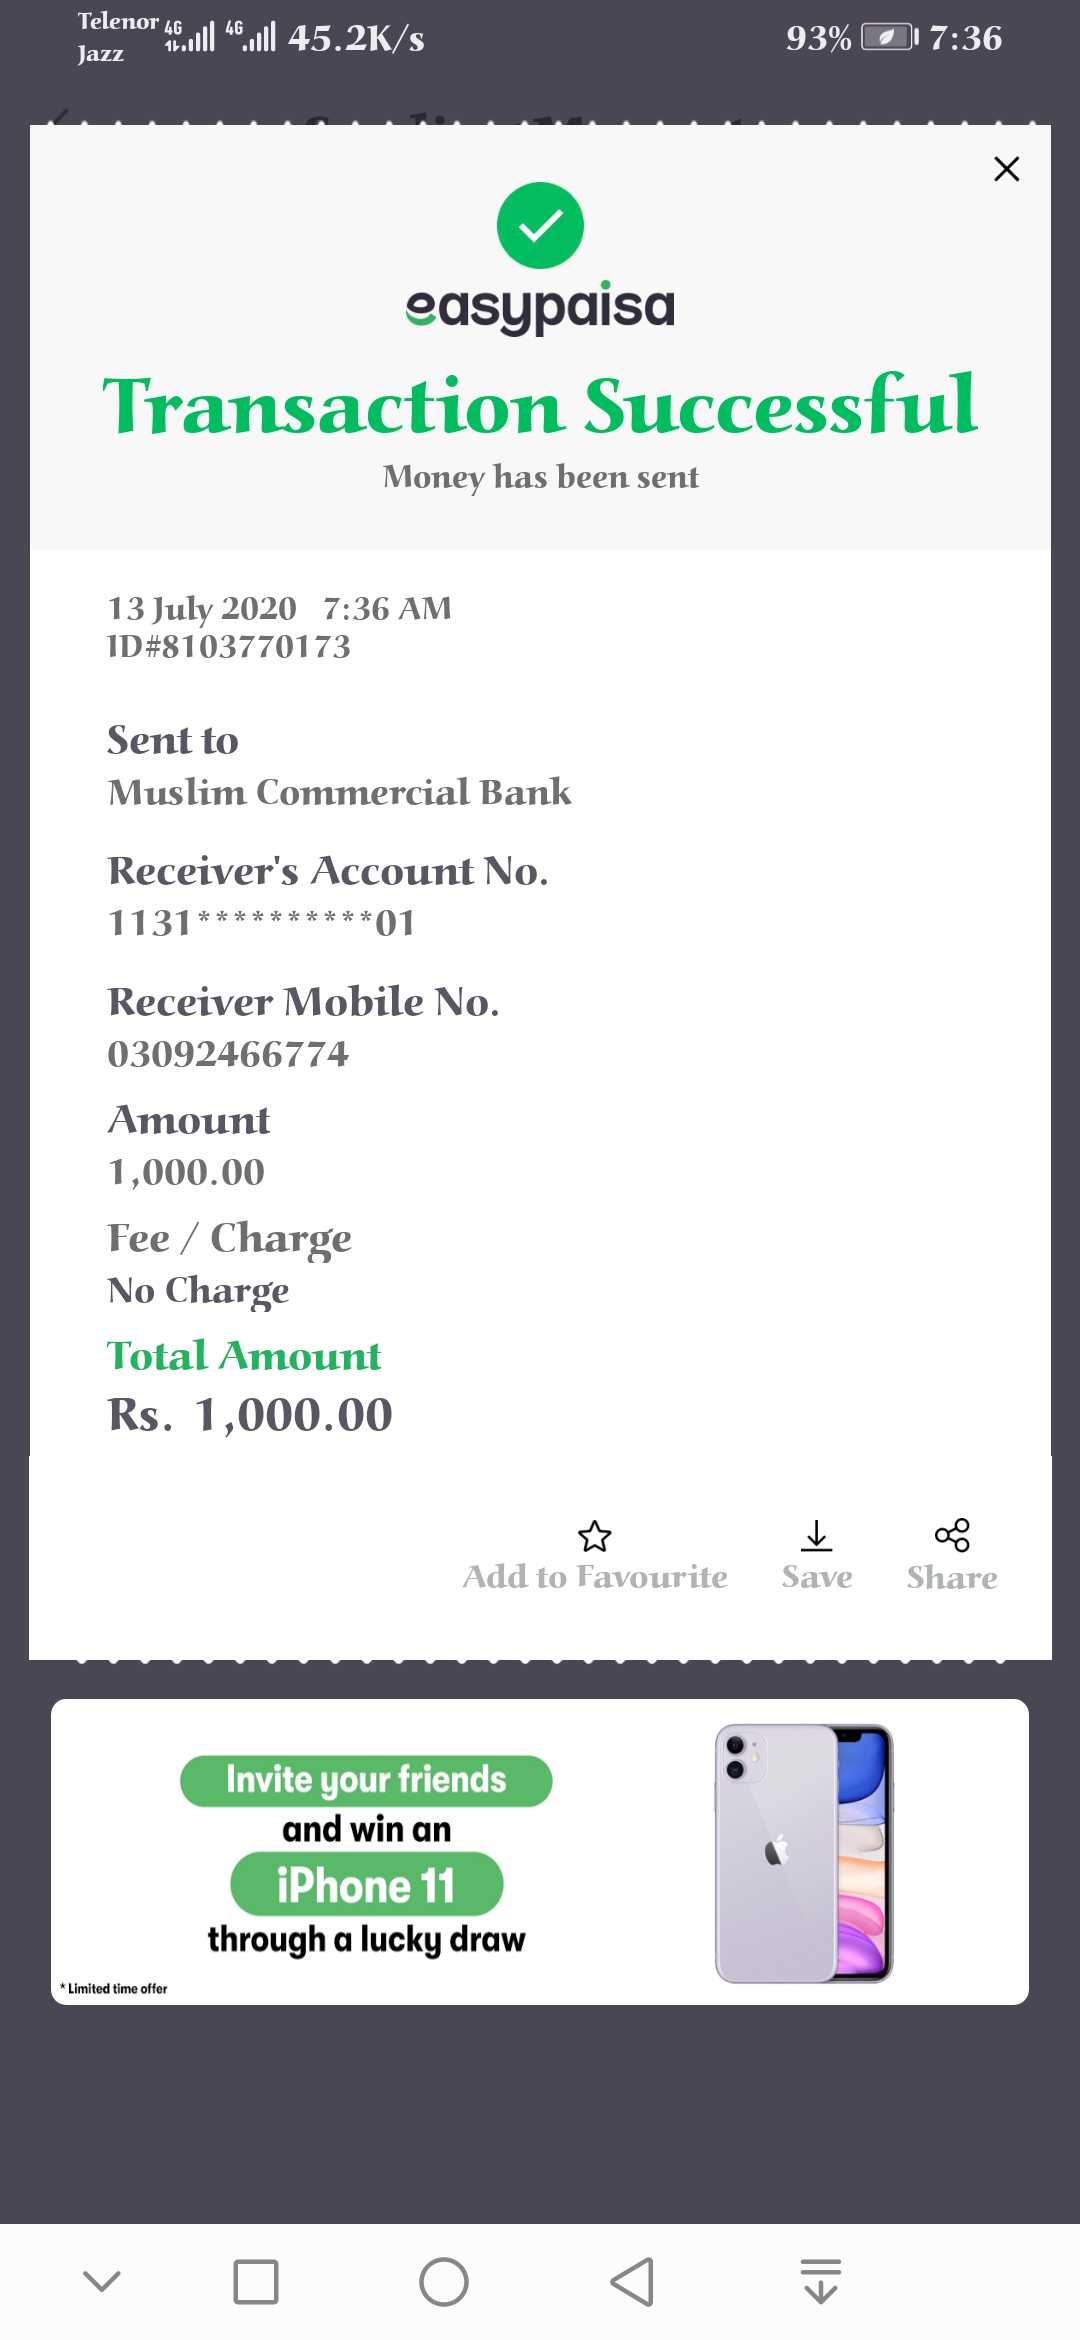 Telenor 4G 4G 45.2K/s 93% 7:36
Jazz
easypaisa
Transaction Successful
Money has been sent
13 July 2020 7:36 AM
ID#8103770173
Sent to
Muslim Commercial Bank
Receiver's Account No.
1131**********01
Receiver Mobile No.
03092466774
Amount
1,000.00
Fee / Charge
No Charge
Total Amount
Rs. 1,000.00
Add to Favourite Save Share
Invite your friends
and win an
iPhone 11
through a lucky draw
* Limited time offer